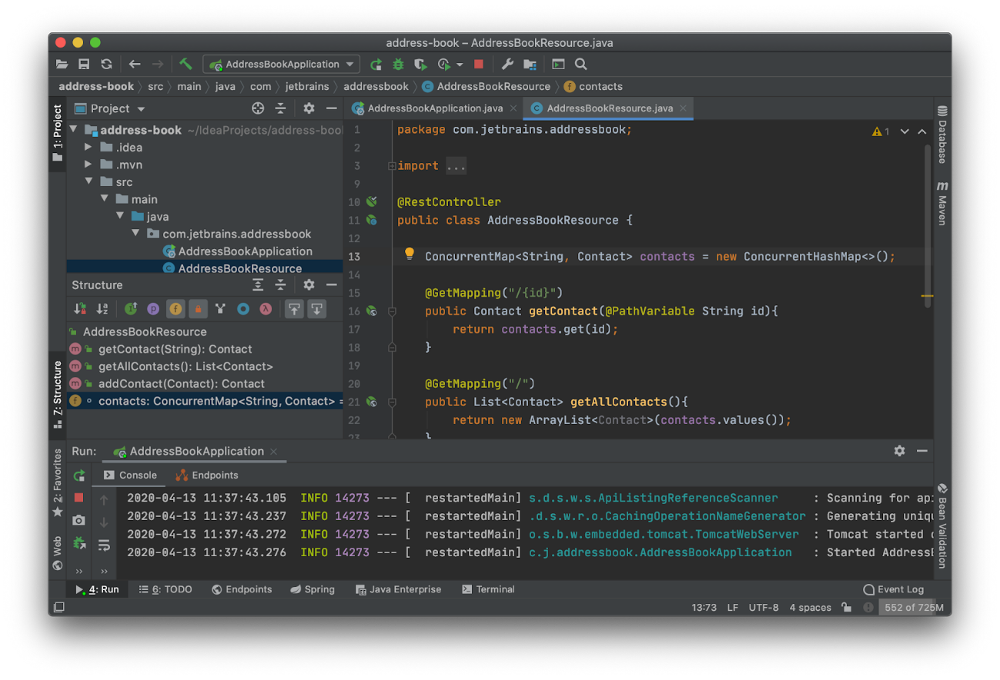 address-book – AddressBookResource.java
AddressBookApplication
address-book src main java com jetbrains addressbook AddressBookResource contacts
1: Project
Project
address-book ~/IdeaProjects/address-bool
.idea
.mvn
src
main
java
com.jetbrains.addressbook
AddressBookApplication
AddressBookResource
Structure
AddressBookResource
getContact(String): Contact
getAllContacts(): List<Contact>
addContact(Contact): Contact
contacts: ConcurrentMap<String, Contact> =
Z: Structure
2: Favorites
Web
AddressBookApplication.java AddressBookResource.java
1
1 package com.jetbrains.addressbook;
2
3 import ...
9
10 @RestController
11 public class AddressBookResource {
12
13 ConcurrentMap<String, Contact> contacts = new ConcurrentHashMap<>();
14
15 @GetMapping("/{id}")
16 public Contact getContact(@PathVariable String id){
17 return contacts.get(id);
18 }
19
20 @GetMapping("/")
21 public List<Contact> getAllContacts(){
22 return new ArrayList<Contact>(contacts.values());
23 }
Database
Maven
Bean Validation
Run: AddressBookApplication
Console Endpoints
2020-04-13 11:37:43.105 INFO 14273 --- [ restartedMain] s.d.s.w.s.ApiListingReferenceScanner : Scanning for api
2020-04-13 11:37:43.237 INFO 14273 --- [ restartedMain] .d.s.w.r.o.CachingOperationNameGenerator : Generating uniqu
2020-04-13 11:37:43.272 INFO 14273 --- [ restartedMain] o.s.b.w.embedded.tomcat.TomcatWebServer : Tomcat started o
2020-04-13 11:37:43.276 INFO 14273 --- [ restartedMain] c.j.addressbook.AddressBookApplication : Started AddressB
4: Run 6: TODO Endpoints Spring Java Enterprise Terminal Event Log
13:73 LF UTF-8 4 spaces 552 of 725M